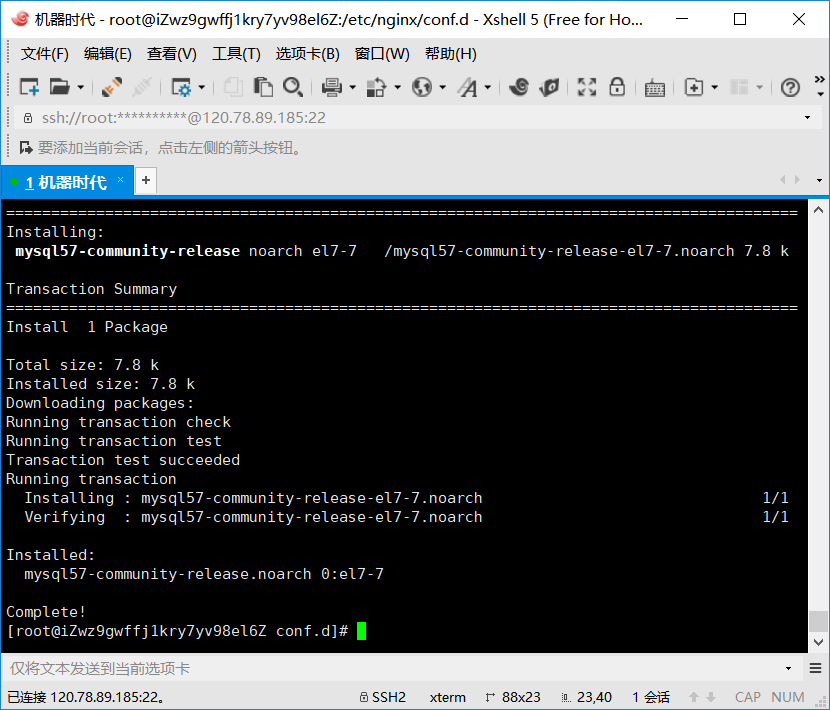 机器时代 - root@iZwz9gwffj1kry7yv98el6Z:/etc/nginx/conf.d - Xshell 5 (Free for Ho...
文件(F) 编辑(E) 查看(V) 工具(T) 选项卡(B) 窗口(W) 帮助(H)
ssh://root:**********@120.78.89.185:22
要添加当前会话，点击左侧的箭头按钮。
1 机器时代 × +
========================================================================================
Installing:
 mysql57-community-release noarch el7-7   /mysql57-community-release-el7-7.noarch 7.8 k
Transaction Summary
========================================================================================
Install  1 Package
Total size: 7.8 k
Installed size: 7.8 k
Downloading packages:
Running transaction check
Running transaction test
Transaction test succeeded
Running transaction
  Installing : mysql57-community-release-el7-7.noarch                               1/1
  Verifying  : mysql57-community-release-el7-7.noarch                               1/1
Installed:
  mysql57-community-release.noarch 0:el7-7
Complete!
[root@iZwz9gwffj1kry7yv98el6Z conf.d]#
仅将文本发送到当前选项卡
已连接 120.78.89.185:22。 SSH2 xterm 88x23 23,40 1 会话 CAP NUM